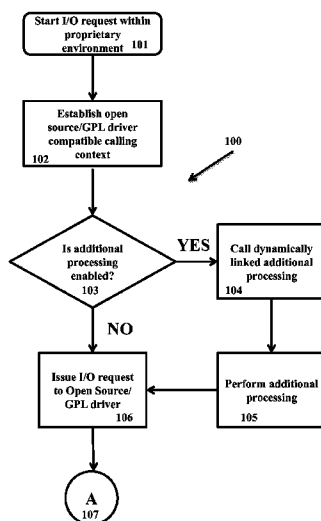 Start I/O request within
proprietary
environment 101
Establish open
source/GPL driver
compatible calling
102 context
100
Is additional
processing
enabled?
103
YES
Call dynamically
linked additional
processing
104
NO
Issue I/O request
to Open Source/
GPL driver
106
Perform additional
processing
105
A
107